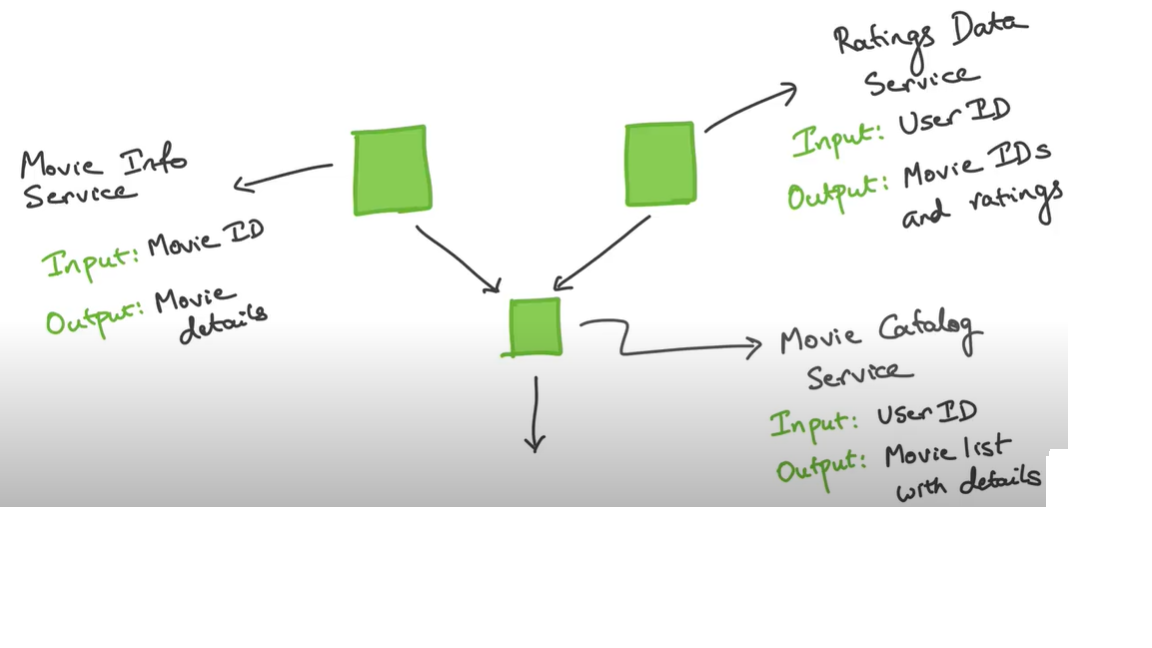 Movie Info
Service
Input: Movie ID
Output: Movie
details
Ratings Data
Service
Input: User ID
Output: Movie IDs
and ratings
Movie Catalog
Service
Input: User ID
Output: Movie list
with details